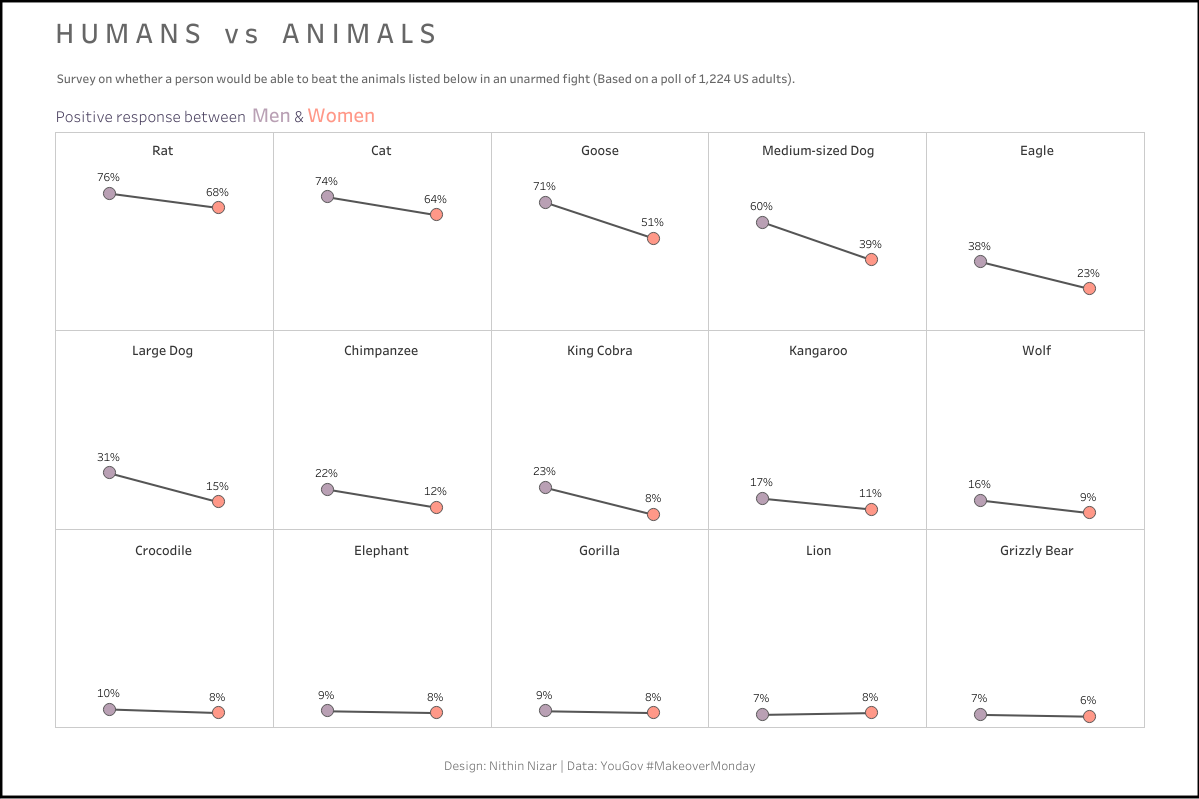 HUMANS vs ANIMALS
Survey on whether a person would be able to beat the animals listed below in an unarmed fight (Based on a poll of 1,224 US adults).
Positive response between Men & Women
Rat
76%
68%
Cat
74%
64%
Goose
71%
51%
Medium-sized Dog
60%
39%
Eagle
38%
23%
Large Dog
31%
15%
Chimpanzee
22%
12%
King Cobra
23%
8%
Kangaroo
17%
11%
Wolf
16%
9%
Crocodile
10%
8%
Elephant
9%
8%
Gorilla
9%
8%
Lion
7%
8%
Grizzly Bear
7%
6%
Design: Nithin Nizar | Data: YouGov #MakeoverMonday